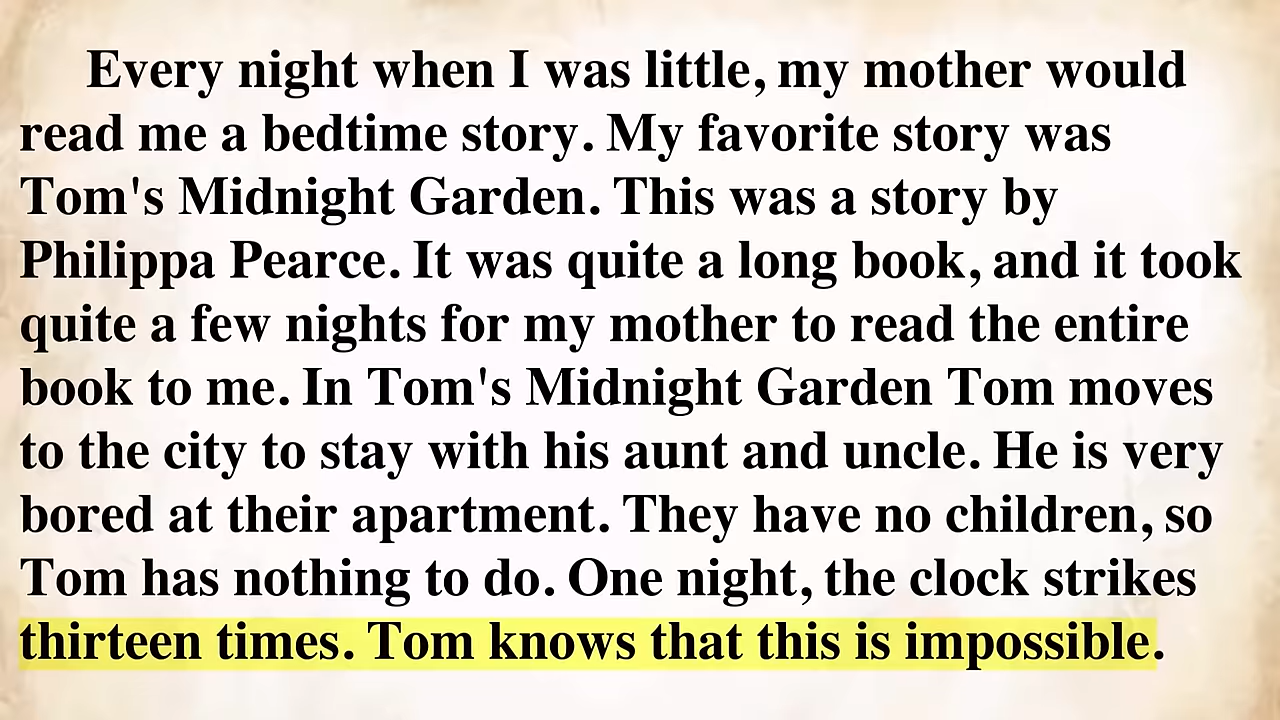 Every night when I was little, my mother would
read me a bedtime story. My favorite story was
Tom's Midnight Garden. This was a story by
Philippa Pearce. It was quite a long book, and it took
quite a few nights for my mother to read the entire
book to me. In Tom's Midnight Garden Tom moves
to the city to stay with his aunt and uncle. He is very
bored at their apartment. They have no children, so
Tom has nothing to do. One night, the clock strikes
thirteen times. Tom knows that this is impossible.